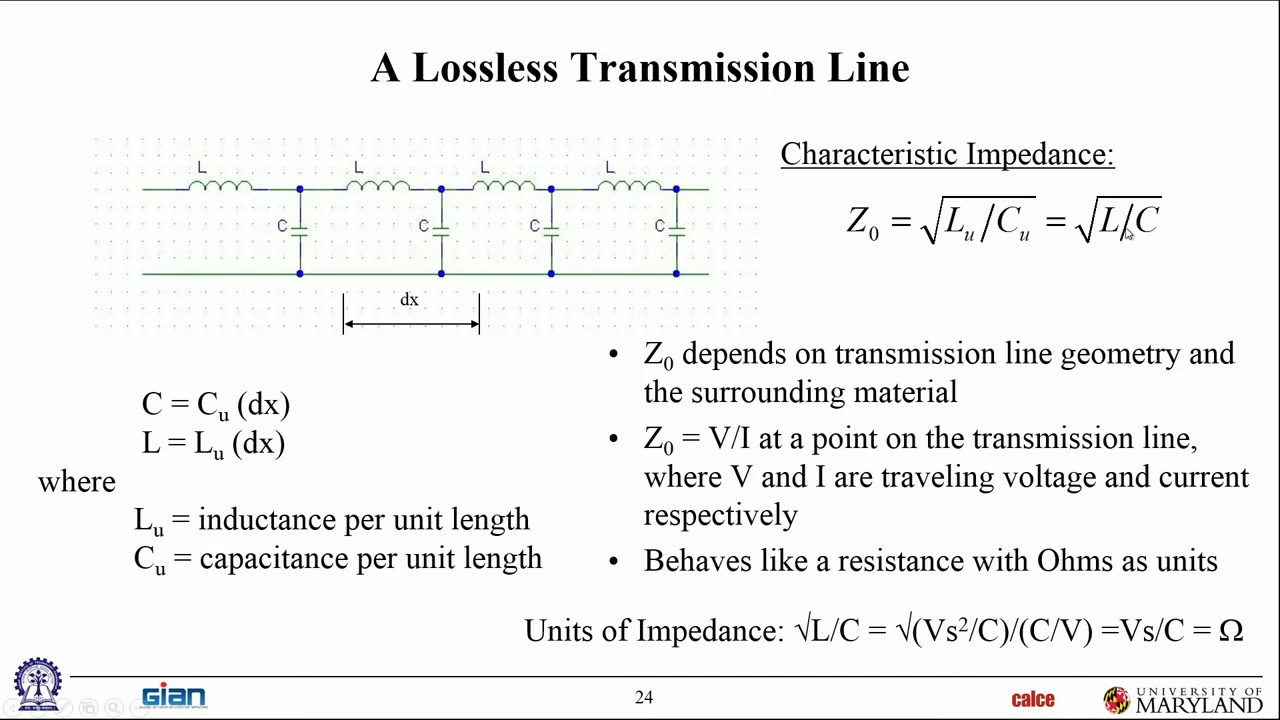 A Lossless Transmission Line
L L L L
C C C C
dx
Characteristic Impedance:
Z₀ = √Lᵤ/Cᵤ = √L/C
C = Cᵤ (dx)
L = Lᵤ (dx)
where
Lᵤ = inductance per unit length
Cᵤ = capacitance per unit length
• Z₀ depends on transmission line geometry and
the surrounding material
• Z₀ = V/I at a point on the transmission line,
where V and I are traveling voltage and current
respectively
• Behaves like a resistance with Ohms as units
Units of Impedance: √L/C = √(Vs²/C)/(C/V) =Vs/C = Ω
GIAN
24
calce
UNIVERSITY OF
MARYLAND